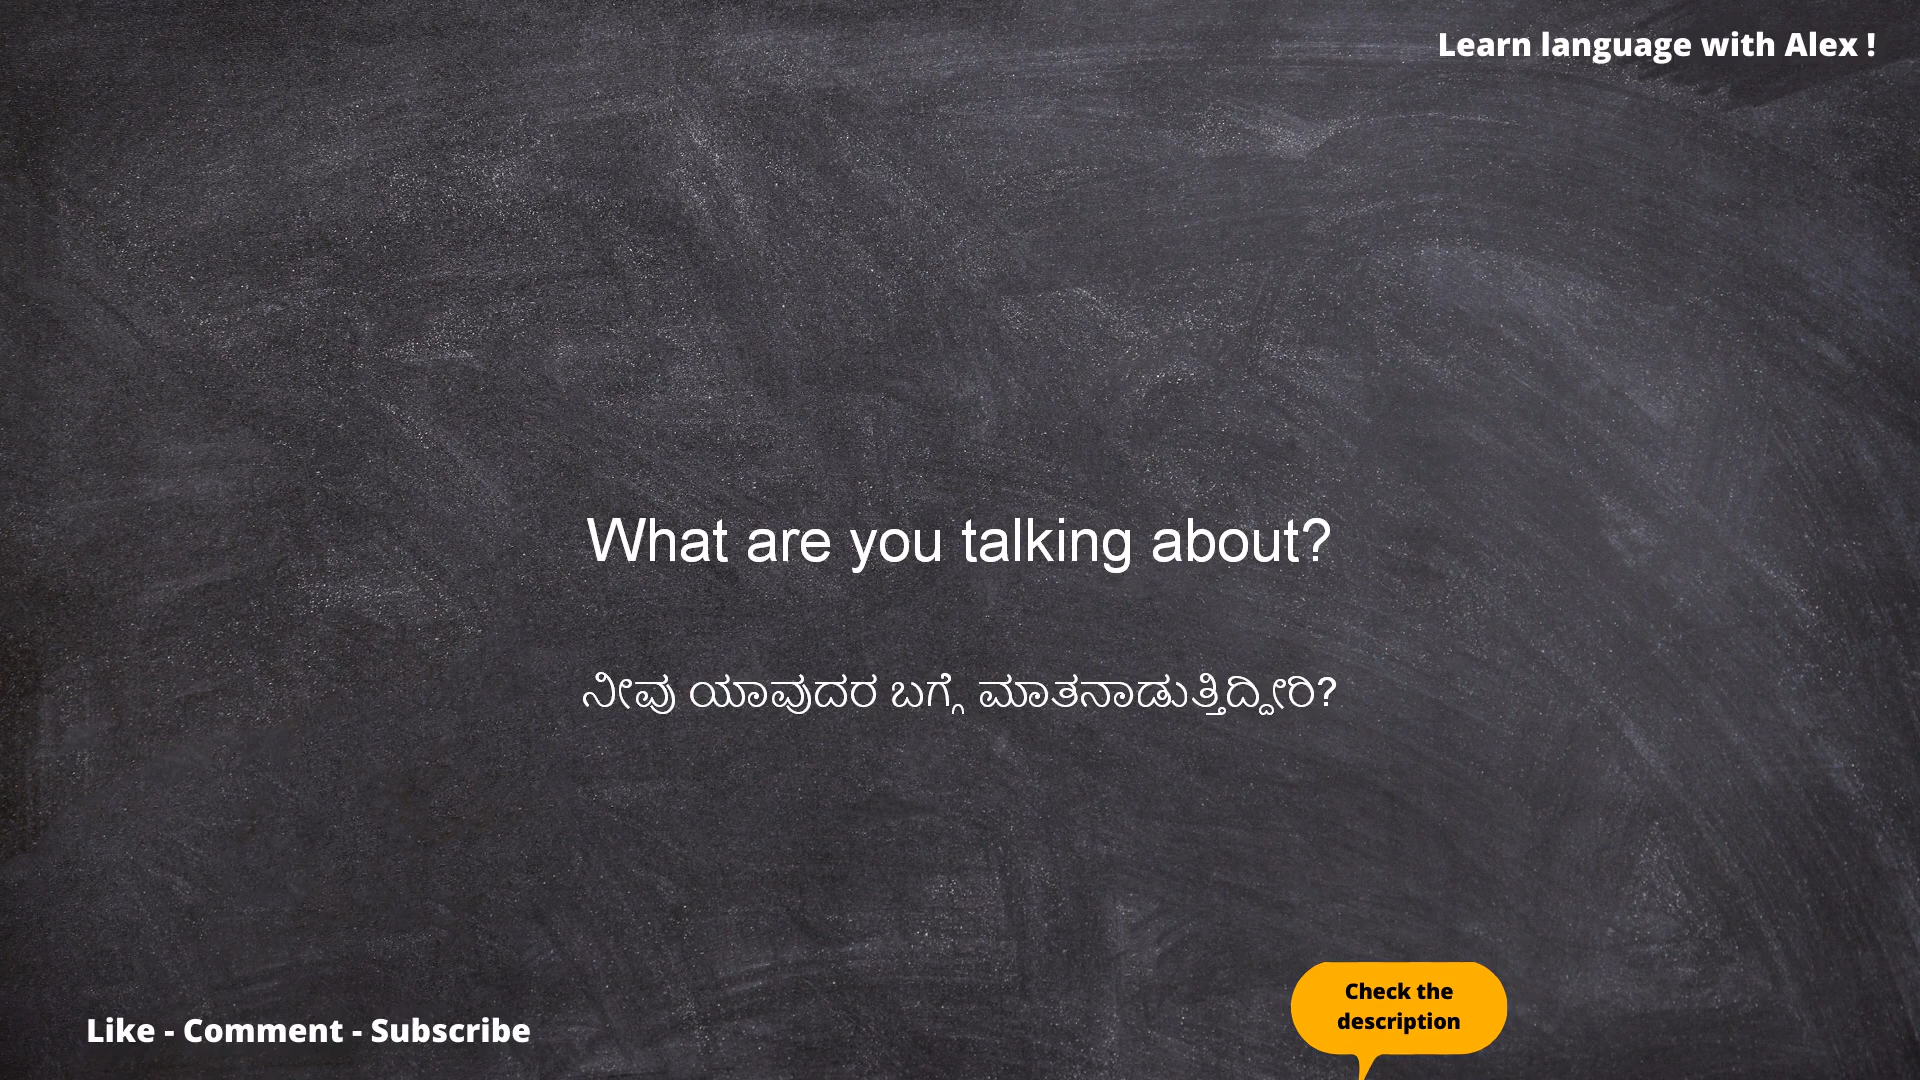 Learn language with Alex !
What are you talking about?
ನೀವು ಯಾವುದರ ಬಗ್ಗೆ ಮಾತನಾಡುತ್ತಿದ್ದೀರಿ?
Check the
description
Like - Comment - Subscribe